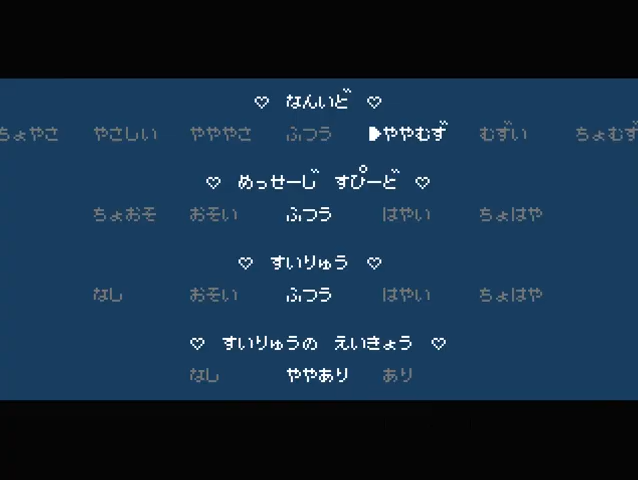 ♡ なんいど ♡
ちょやさ やさしい やややさ ふつう ▶ややむず むずい ちょむず
♡ めっせーじ すぴーど ♡
ちょおそ おそい ふつう はやい ちょはや
♡ すいりゅう ♡
なし おそい ふつう はやい ちょはや
♡ すいりゅうの えいきょう ♡
なし ややあり あり